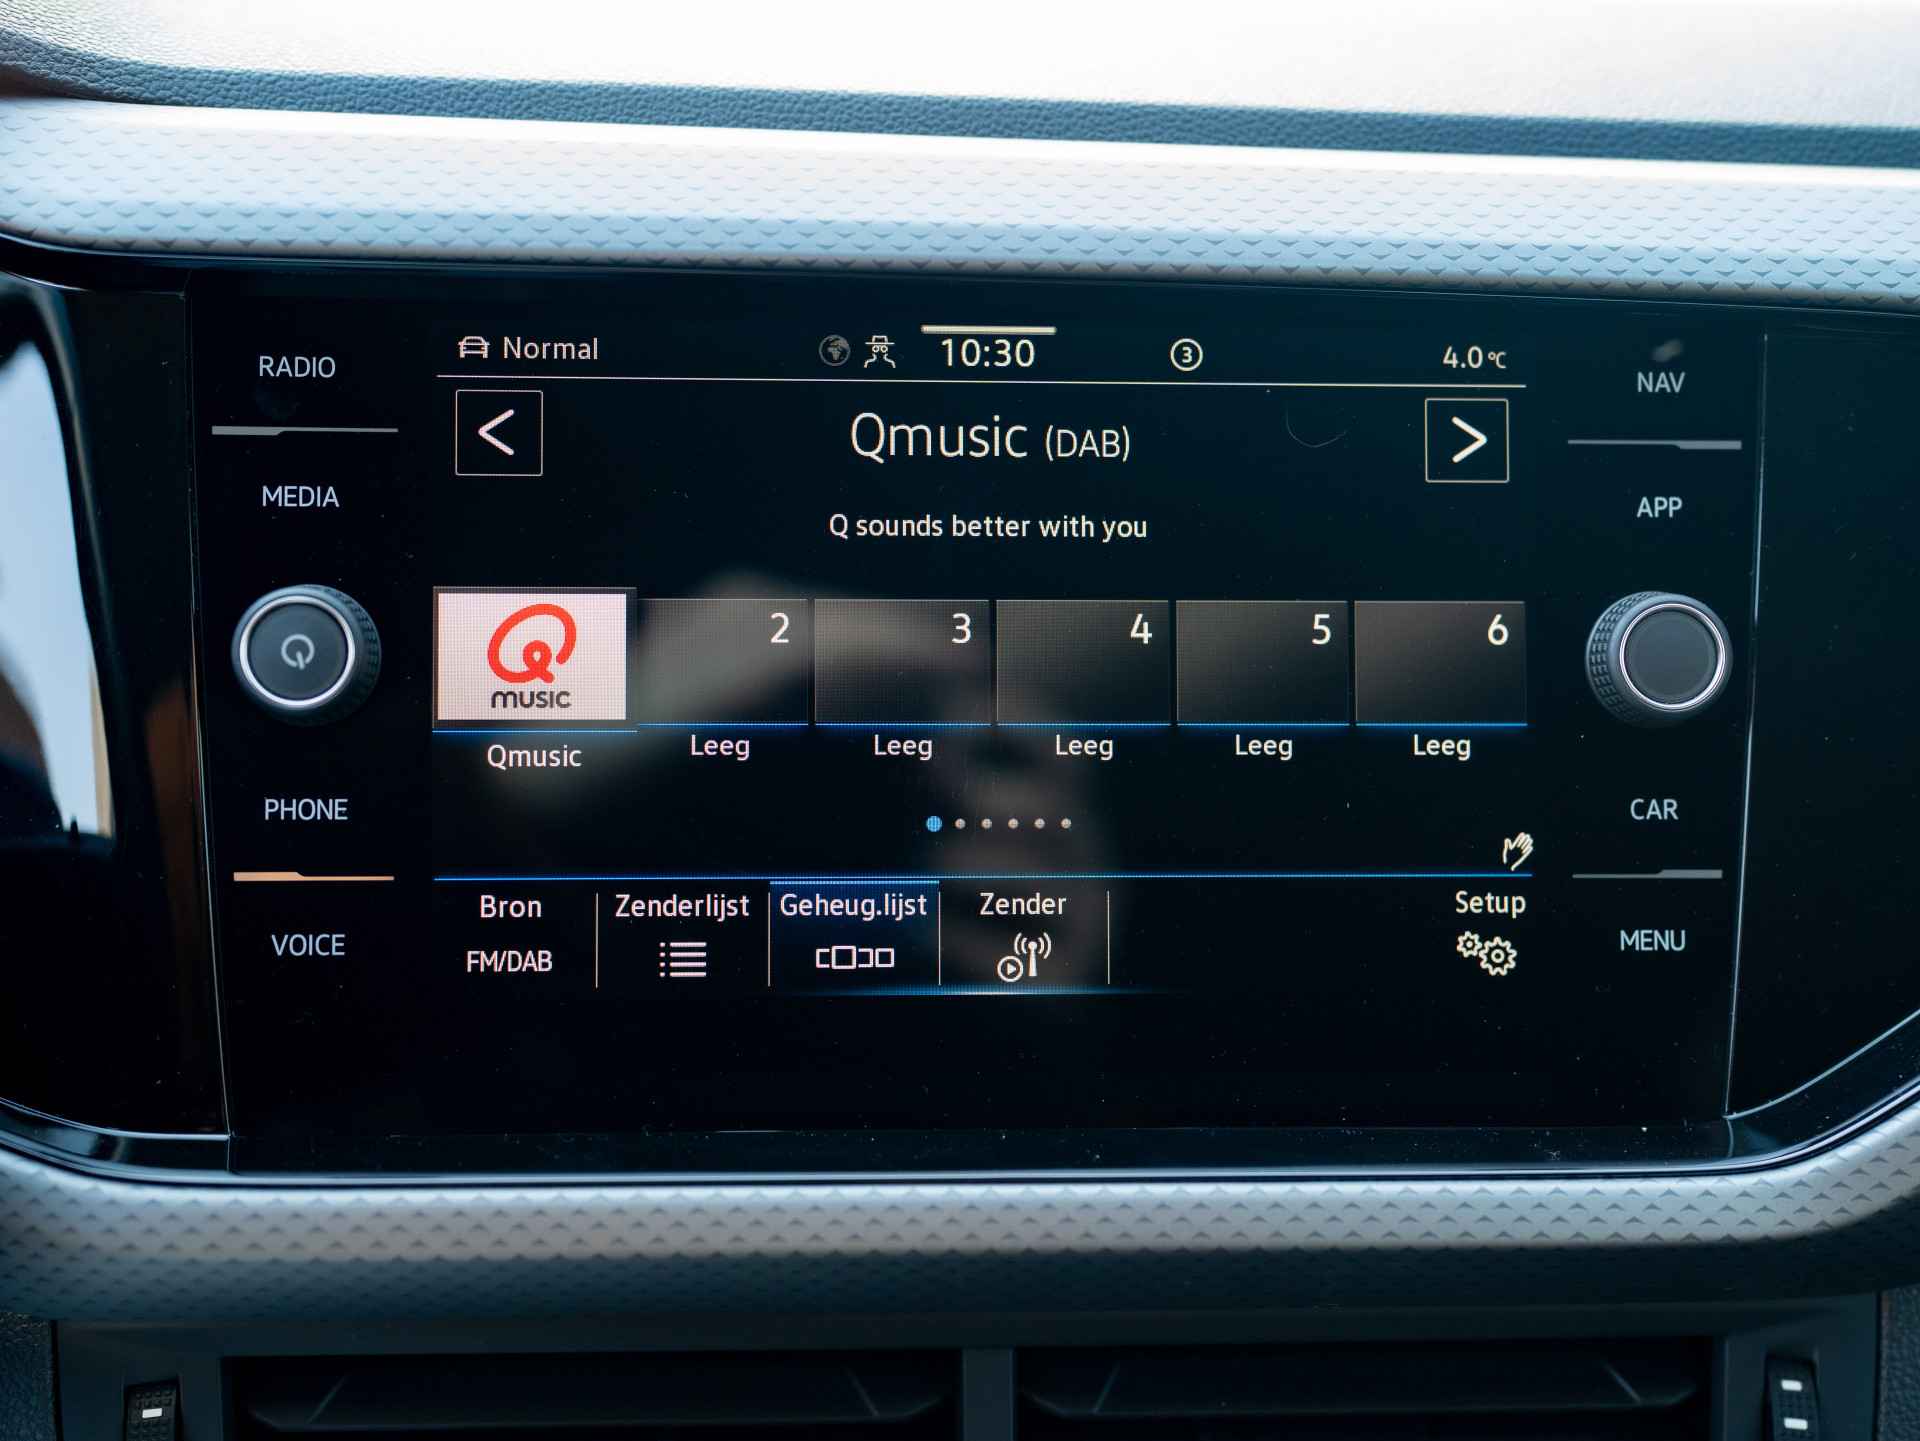 RADIO
MEDIA
PHONE
VOICE
Normal 10:30 3 4.0 °C
< Qmusic (DAB) >
Q sounds better with you
Q music 2 3 4 5 6
Qmusic Leeg Leeg Leeg Leeg Leeg
Bron Zenderlijst Geheug.lijst Zender Setup
FM/DAB
NAV
APP
CAR
MENU